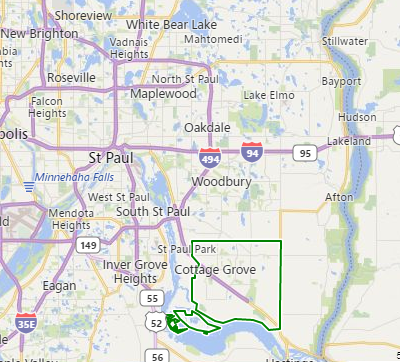 Shoreview
New Brighton
White Bear Lake
Vadnais
Heights
Mahtomedi
Stillwater
Roseville
North St Paul
Maplewood
Bayport
Falcon
Heights
Lake Elmo
Hudson
Oakdale
Lakeland
St Paul
494
94
95
Minnehaha Falls
Woodbury
West St Paul
Afton
Mendota
Heights
South St Paul
149
St Paul Park
Inver Grove
Heights
Cottage Grove
Eagan
55
35E
52
56